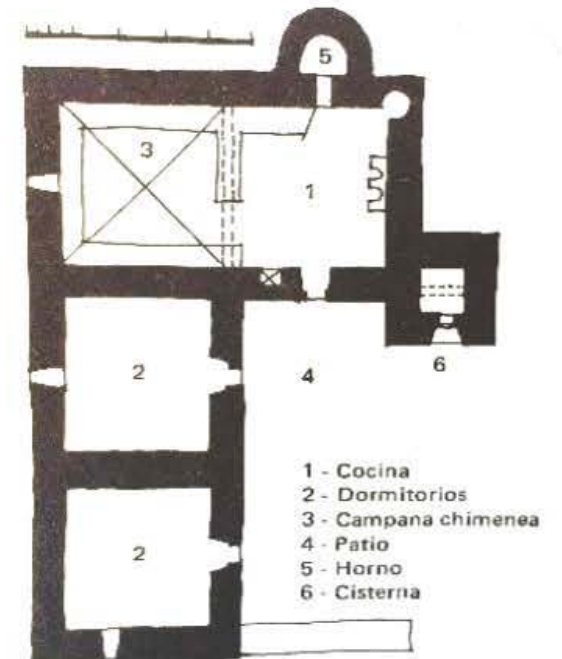 5
3
1
2
4
6
2
1 - Cocina
2 - Dormitorios
3 - Campana chimenea
4 - Patio
5 - Horno
6 - Cisterna